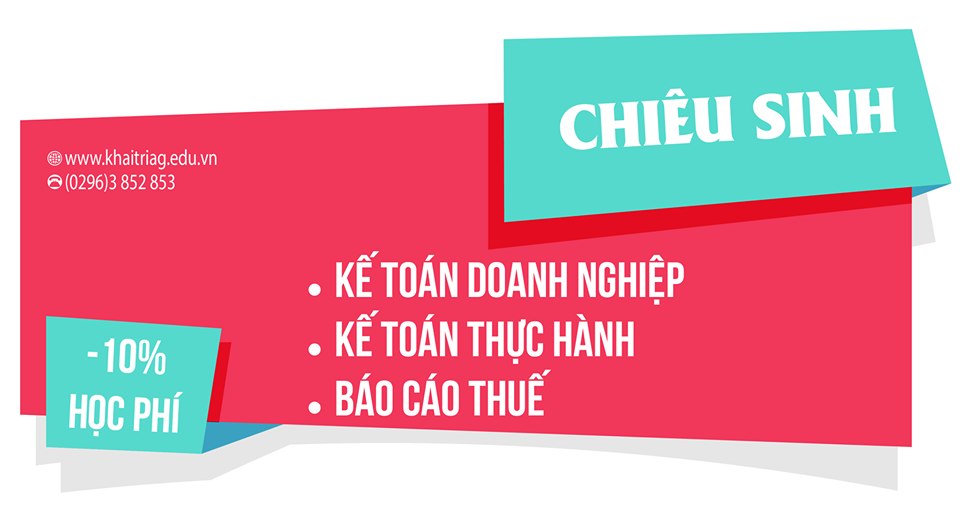 CHIÊU SINH
www.khaitriag.edu.vn
(0296)3 852 853
• KẾ TOÁN DOANH NGHIỆP
• KẾ TOÁN THỰC HÀNH
• BÁO CÁO THUẾ
-10%
HỌC PHÍ